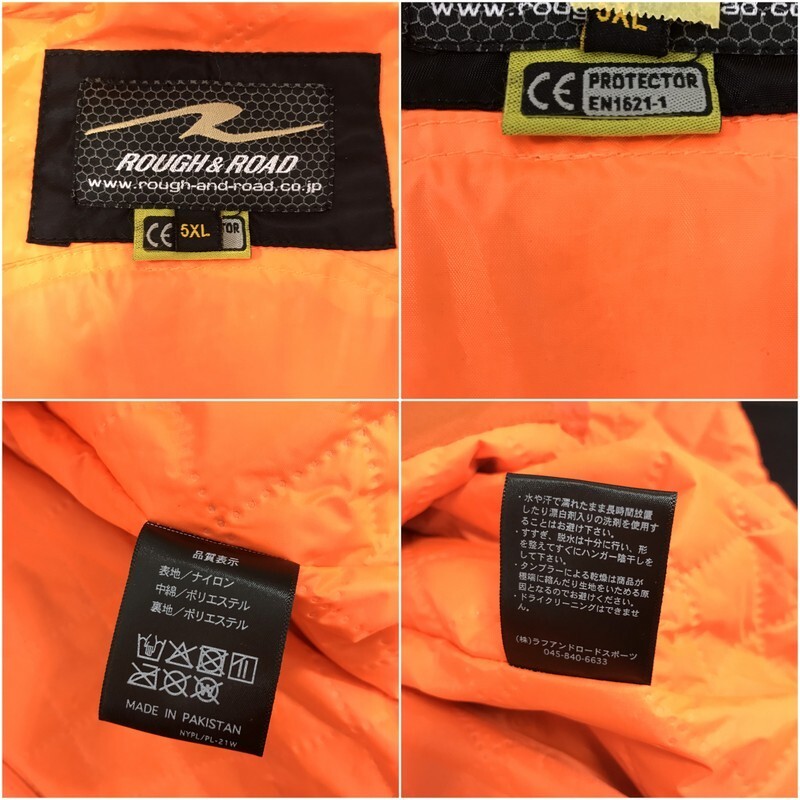 ROUGH & ROAD
www.rough-and-road.co.jp
CE 5XL TOR
www.rough- d.co.jp
5XL
CE PROTECTOR
EN1621-1
品質表示
表地/ナイロン
中綿/ポリエステル
裏地/ポリエステル
MADE IN PAKISTAN
NYPL/PL-21W
・水や汗で濡れたまま長時間放置
したり漂白剤入りの洗剤を使用す
ることはお避け下さい。
・すすぎ、脱水は十分に行い、形
を整えてすぐにハンガー陰干しを
して下さい。
・タンブラーによる乾燥は商品が
極端に縮んだり生地をいためる原
因となるのでお避けください。
・ドライクリーニングはできませ
ん。
(株)ラフアンドロードスポーツ
045-840-6633